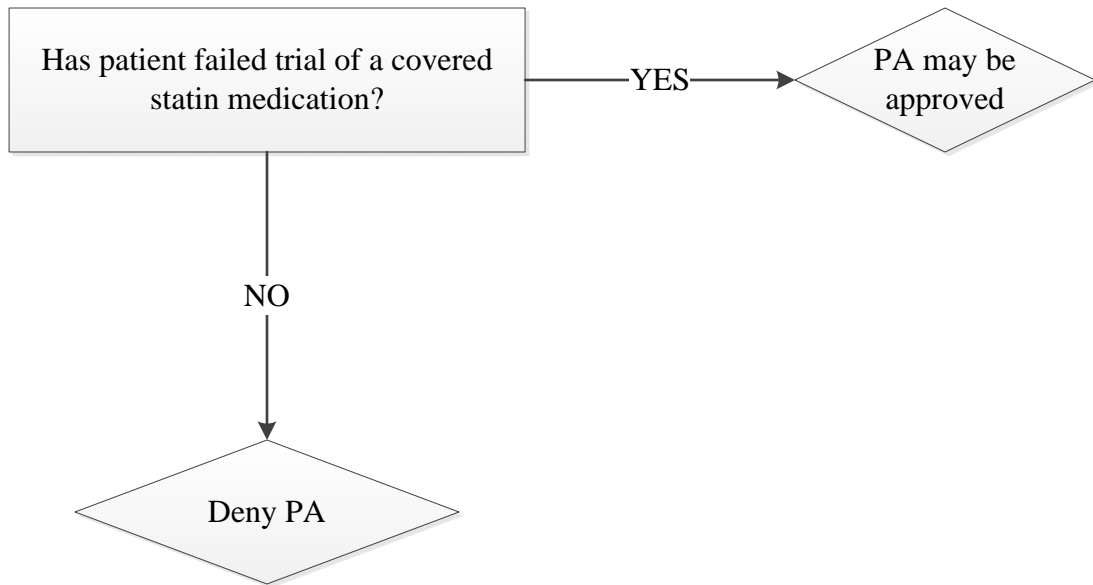 Has patient failed trial of a covered
statin medication?
YES
PA may be
approved
NO
Deny PA